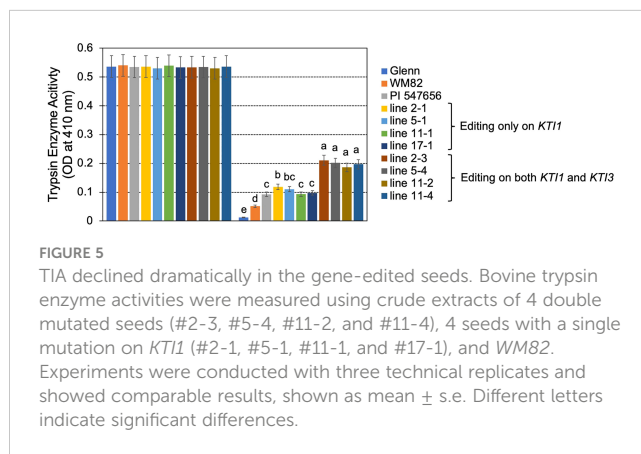 0.6
0.5
0.4
0.3
0.2
0.1
0
Trypsin Enzyme Acitivty
(OD at 410 nm)
e
d
c
b
bc
c
c
a
a
a
a
Glenn
WM82
PI 547656
line 2-1
line 5-1
line 11-1
line 17-1
line 2-3
line 5-4
line 11-2
line 11-4
Editing only on KTI1
Editing on both KTI1 and KTI3
FIGURE 5
TIA declined dramatically in the gene-edited seeds. Bovine trypsin
enzyme activities were measured using crude extracts of 4 double
mutated seeds (#2-3, #5-4, #11-2, and #11-4), 4 seeds with a single
mutation on KTI1 (#2-1, #5-1, #11-1, and #17-1), and WM82.
Experiments were conducted with three technical replicates and
showed comparable results, shown as mean ± s.e. Different letters
indicate significant differences.